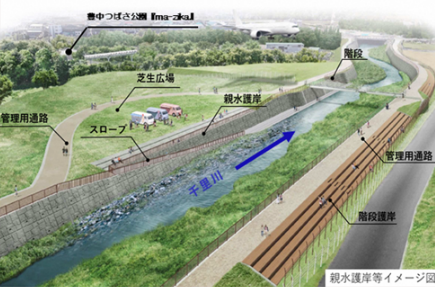 豊中つばさ公園『ma-zika』
芝生広場
階段
親水護岸
管理用通路
スロープ
千里川
管理用通路
階段護岸
親水護岸等イメージ図